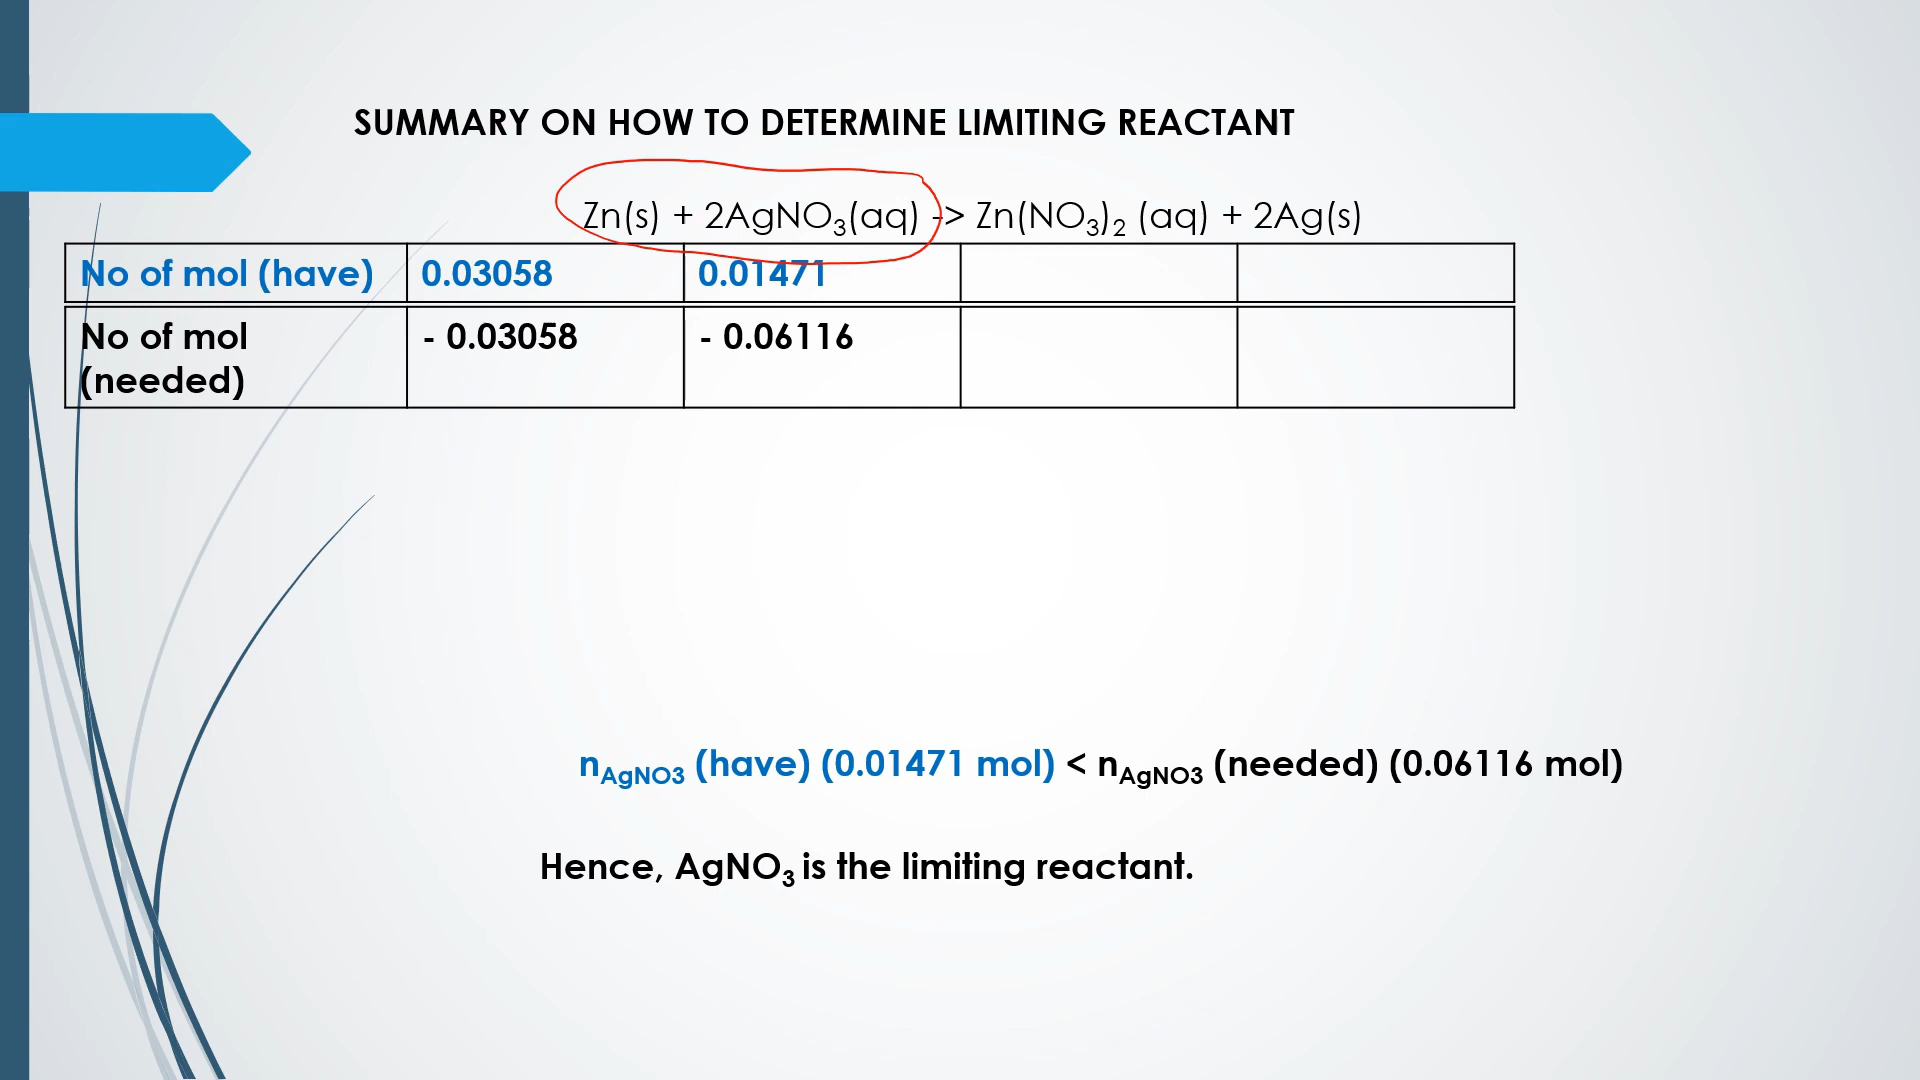 SUMMARY ON HOW TO DETERMINE LIMITING REACTANT
Zn(s) + 2AgNO₃(aq) -> Zn(NO₃)₂ (aq) + 2Ag(s)
No of mol (have) 0.03058 0.01471
No of mol - 0.03058 - 0.06116
(needed)
nAgNO3 (have) (0.01471 mol) < nAgNO3 (needed) (0.06116 mol)
Hence, AgNO₃ is the limiting reactant.